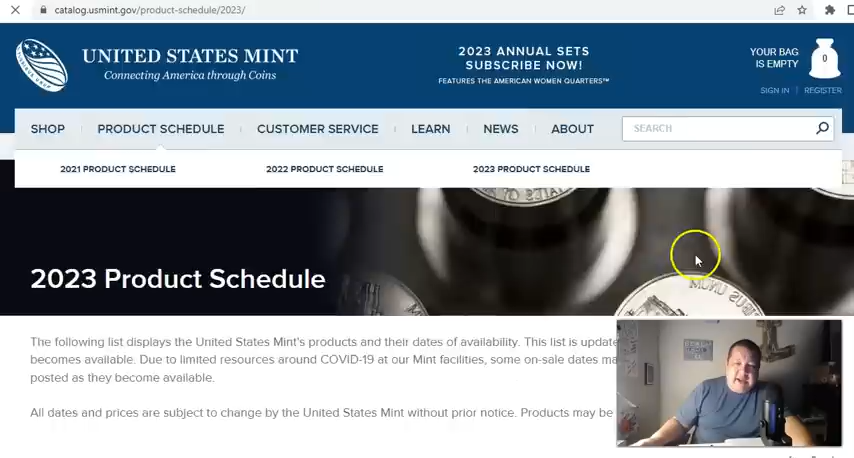 catalog.usmint.gov/product-schedule/2023/
UNITED STATES MINT
Connecting America through Coins
2023 ANNUAL SETS
SUBSCRIBE NOW!
FEATURES THE AMERICAN WOMEN QUARTERS™
YOUR BAG
IS EMPTY
0
SIGN IN | REGISTER
SHOP PRODUCT SCHEDULE CUSTOMER SERVICE LEARN NEWS ABOUT SEARCH
2021 PRODUCT SCHEDULE 2022 PRODUCT SCHEDULE 2023 PRODUCT SCHEDULE
2023 Product Schedule
The following list displays the United States Mint's products and their dates of availability. This list is update
becomes available. Due to limited resources around COVID-19 at our Mint facilities, some on-sale dates ma
posted as they become available.
All dates and prices are subject to change by the United States Mint without prior notice. Products may be